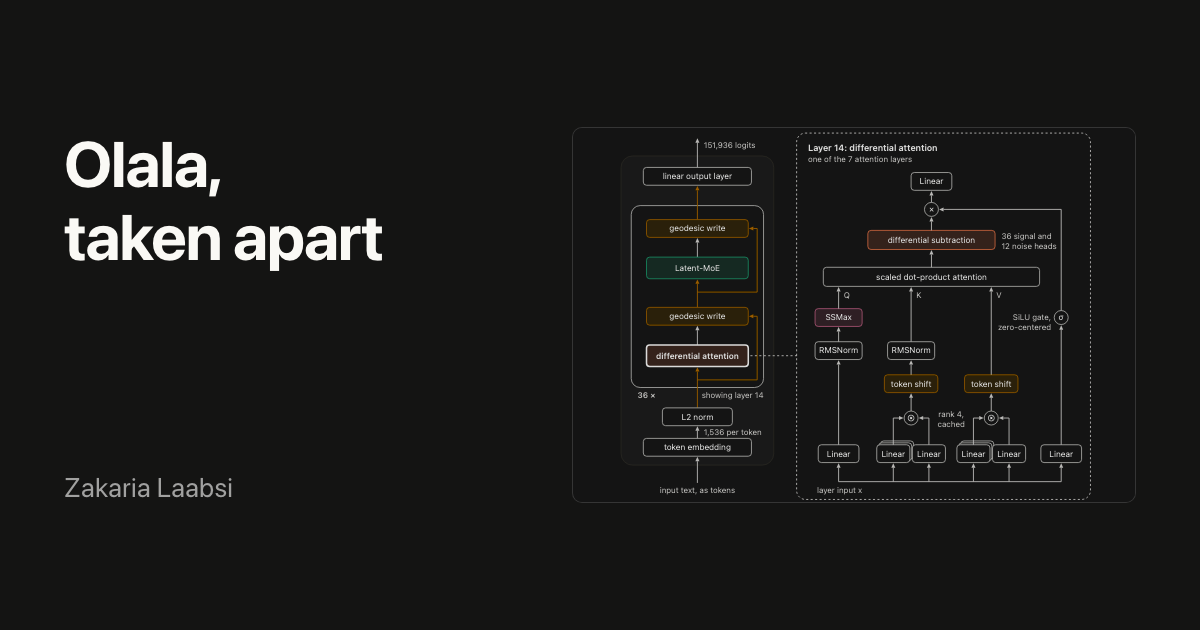 Olala,
taken apart
Zakaria Laabsi
151,936 logits
linear output layer
geodesic write
Latent-MoE
geodesic write
differential attention
36 ×
showing layer 14
L2 norm
1,536 per token
token embedding
input text, as tokens
Layer 14: differential attention
one of the 7 attention layers
Linear
×
differential subtraction
36 signal and
12 noise heads
scaled dot-product attention
Q
K
V
SSMax
SiLU gate,
zero-centered
σ
RMSNorm
RMSNorm
token shift
token shift
rank 4,
cached
Linear
Linear
Linear
Linear
Linear
Linear
layer input x